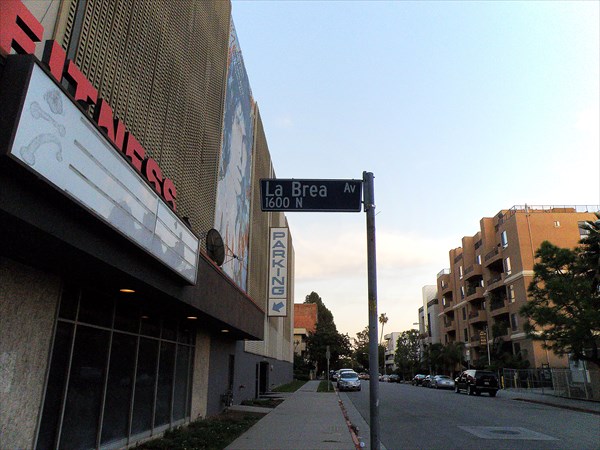 FITNESS
La Brea Av
1600 N
PARKING